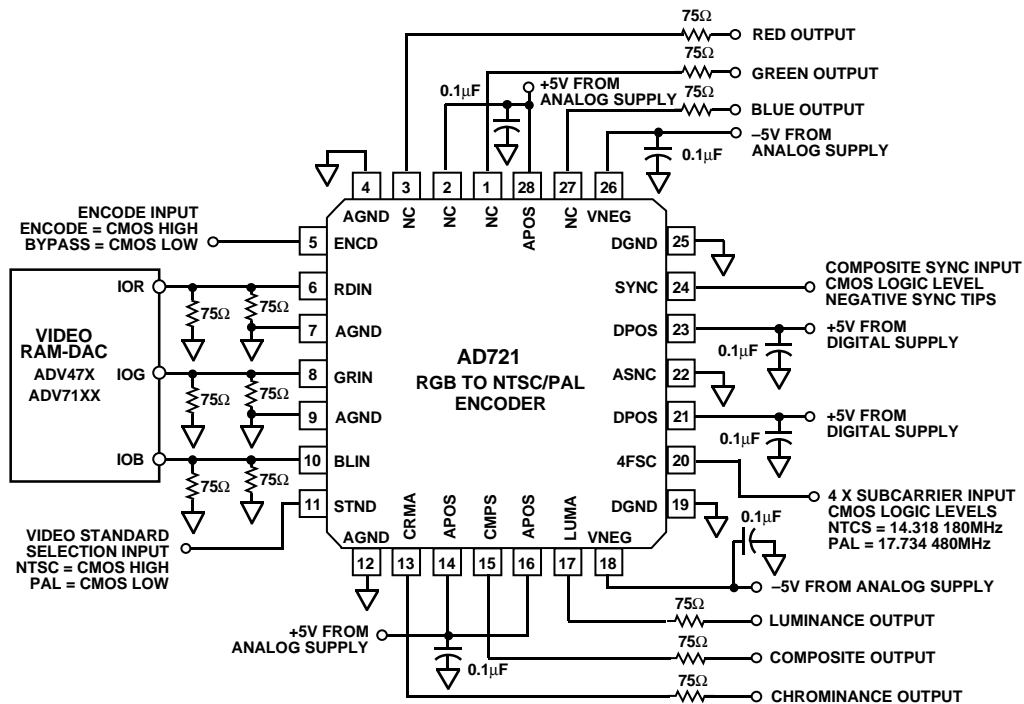 75Ω
RED OUTPUT
75Ω
GREEN OUTPUT
0.1µF
+5V FROM
ANALOG SUPPLY
75Ω
BLUE OUTPUT
–5V FROM
ANALOG SUPPLY
0.1µF
4
3
2
1
28
27
26
AGND
NC
NC
NC
APOS
NC
VNEG
ENCODE INPUT
ENCODE = CMOS HIGH
BYPASS = CMOS LOW
5
ENCD
DGND
25
IOR
6
RDIN
SYNC
24
COMPOSITE SYNC INPUT
CMOS LOGIC LEVEL
NEGATIVE SYNC TIPS
75Ω
75Ω
7
AGND
DPOS
23
+5V FROM
DIGITAL SUPPLY
0.1µF
VIDEO
RAM-DAC
ADV47X
ADV71XX
AD721
RGB TO NTSC/PAL
ENCODER
IOG
8
GRIN
ASNC
22
75Ω
75Ω
9
AGND
DPOS
21
+5V FROM
DIGITAL SUPPLY
0.1µF
IOB
10
BLIN
4FSC
20
75Ω
75Ω
11
STND
DGND
19
4 X SUBCARRIER INPUT
CMOS LOGIC LEVELS
NTCS = 14.318 180MHz
PAL = 17.734 480MHz
VIDEO STANDARD
SELECTION INPUT
NTSC = CMOS HIGH
PAL = CMOS LOW
AGND
CRMA
APOS
CMPS
APOS
LUMA
VNEG
12
13
14
15
16
17
18
0.1µF
–5V FROM ANALOG SUPPLY
75Ω
LUMINANCE OUTPUT
+5V FROM
ANALOG SUPPLY
0.1µF
75Ω
COMPOSITE OUTPUT
75Ω
CHROMINANCE OUTPUT